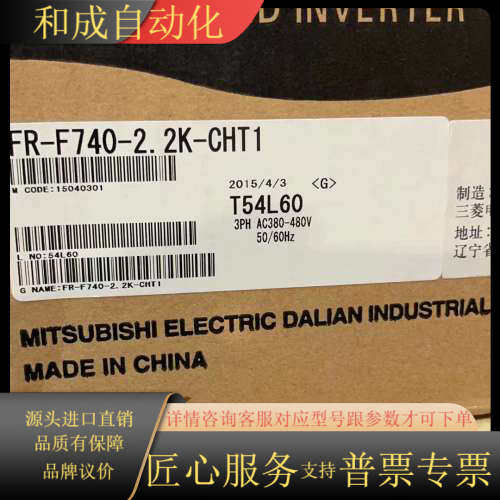 和成自动化
D INVERTER
FR-F740-2.2K-CHT1
M CODE:15040301
2015/4/3 <G>
T54L60
3PH AC380-480V
50/60Hz
L NO:54L60
G NAME:FR-F740-2.2K-CHT1
制造
三菱
地址:
辽宁省
MITSUBISHI ELECTRIC DALIAN INDUSTRIAL
MADE IN CHINA
源头进口直销
品质有保障
品牌议价
详情咨询客服对应型号跟参数才可下单
匠心服务 支持 普票专票